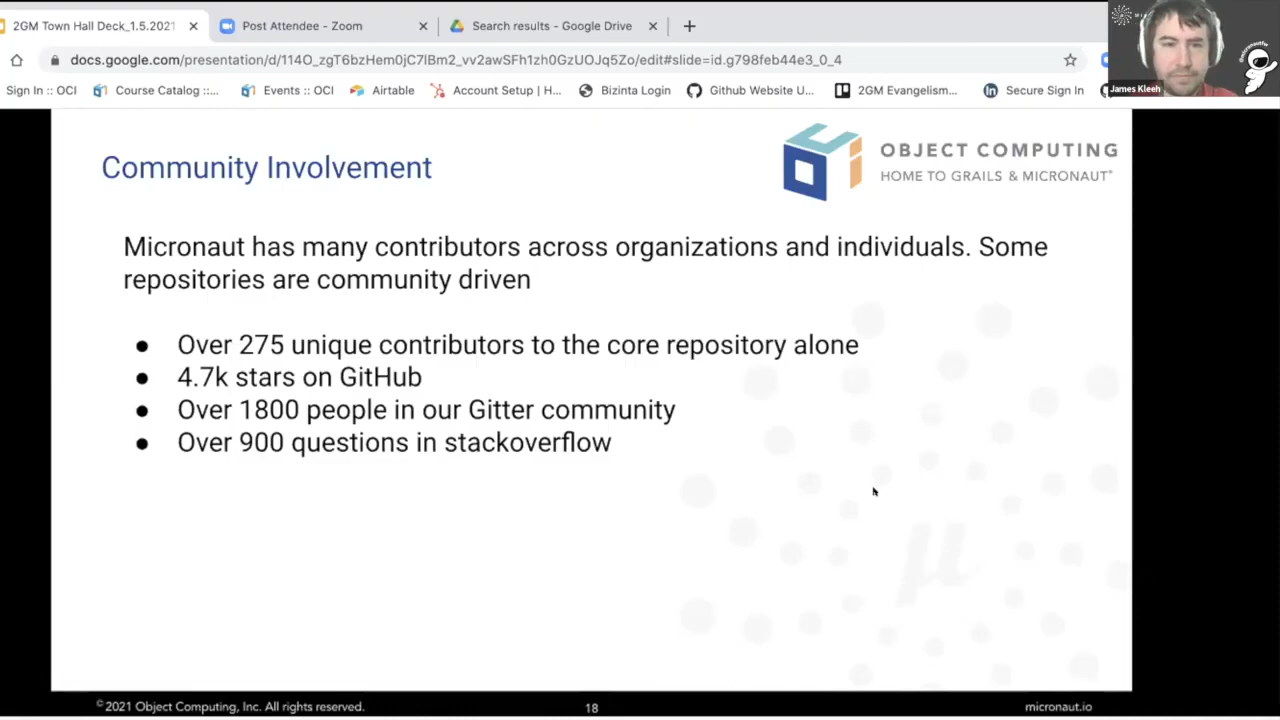 2GM Town Hall Deck_1.5.2021
Post Attendee - Zoom
Search results - Google Drive
docs.google.com/presentation/d/114O_zgT6bzHem0jC7lBm2_vv2awSFh1zh0GzUOJq5Zo/edit#slide=id.g798feb44e3_0_4
Sign In :: OCI
Course Catalog ::...
Events :: OCI
Airtable
Account Setup | H...
Bizinta Login
Github Website U...
2GM Evangelism...
Secure Sign In
James Kleeh
Community Involvement
OBJECT COMPUTING
HOME TO GRAILS & MICRONAUT®
Micronaut has many contributors across organizations and individuals. Some
repositories are community driven
● Over 275 unique contributors to the core repository alone
● 4.7k stars on GitHub
● Over 1800 people in our Gitter community
● Over 900 questions in stackoverflow
μ
©2021 Object Computing, Inc. All rights reserved.
18
micronaut.io